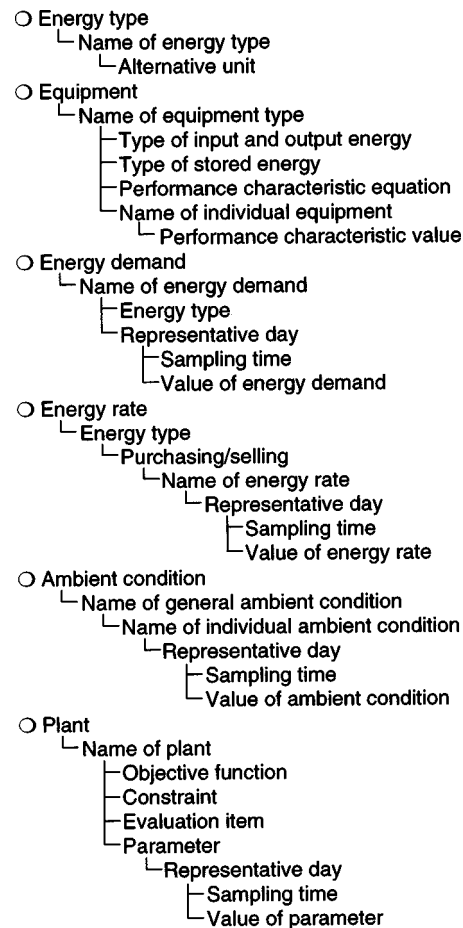 Energy type
Name of energy type
Alternative unit
Equipment
Name of equipment type
Type of input and output energy
Type of stored energy
Performance characteristic equation
Name of individual equipment
Performance characteristic value
Energy demand
Name of energy demand
Energy type
Representative day
Sampling time
Value of energy demand
Energy rate
Energy type
Purchasing/selling
Name of energy rate
Representative day
Sampling time
Value of energy rate
Ambient condition
Name of general ambient condition
Name of individual ambient condition
Representative day
Sampling time
Value of ambient condition
Plant
Name of plant
Objective function
Constraint
Evaluation item
Parameter
Representative day
Sampling time
Value of parameter